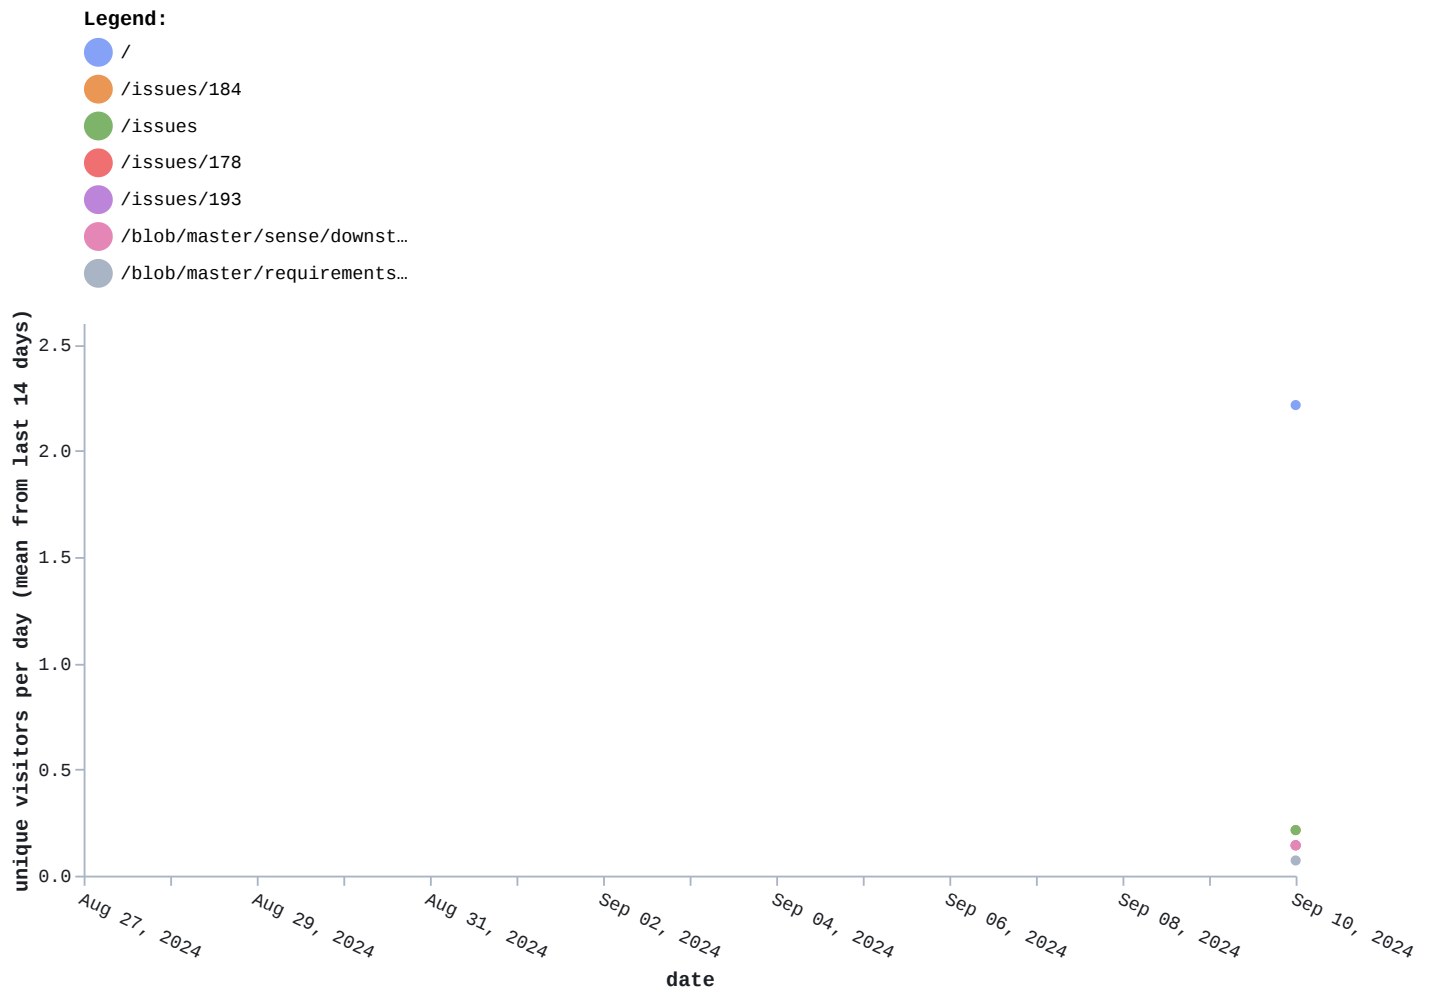 Legend:
/
/issues/184
/issues
/issues/178
/issues/193
/blob/master/sense/downst…
/blob/master/requirements…
unique visitors per day (mean from last 14 days)
2.5
2.0
1.5
1.0
0.5
0.0
Aug 27, 2024
Aug 29, 2024
Aug 31, 2024
Sep 02, 2024
Sep 04, 2024
Sep 06, 2024
Sep 08, 2024
Sep 10, 2024
date